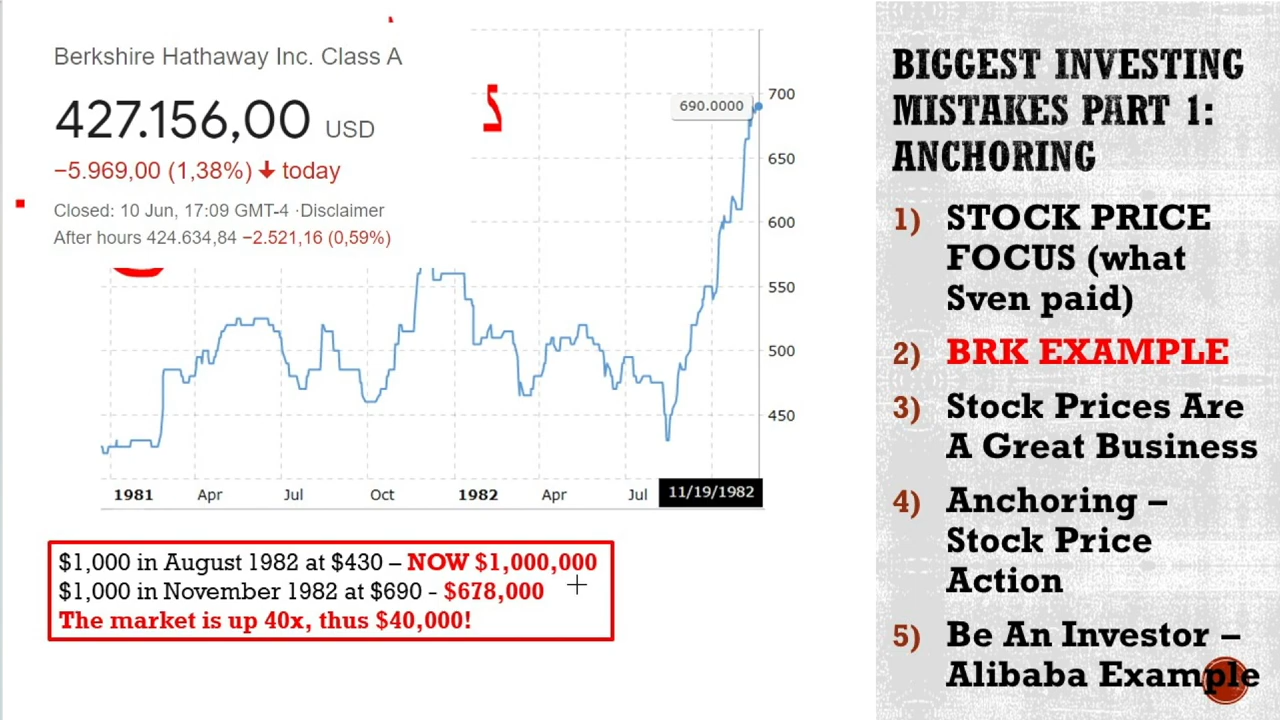 Berkshire Hathaway Inc. Class A
427.156,00 USD
−5.969,00 (1,38%) ↓ today
Closed: 10 Jun, 17:09 GMT-4 ·Disclaimer
After hours 424.634,84 −2.521,16 (0,59%)
690.0000
700
650
600
550
500
450
1981 Apr Jul Oct 1982 Apr Jul 11/19/1982
$1,000 in August 1982 at $430 – NOW $1,000,000
$1,000 in November 1982 at $690 - $678,000
The market is up 40x, thus $40,000!
BIGGEST INVESTING
MISTAKES PART 1:
ANCHORING
1) STOCK PRICE
FOCUS (what
Sven paid)
2) BRK EXAMPLE
3) Stock Prices Are
A Great Business
4) Anchoring –
Stock Price
Action
5) Be An Investor –
Alibaba Example